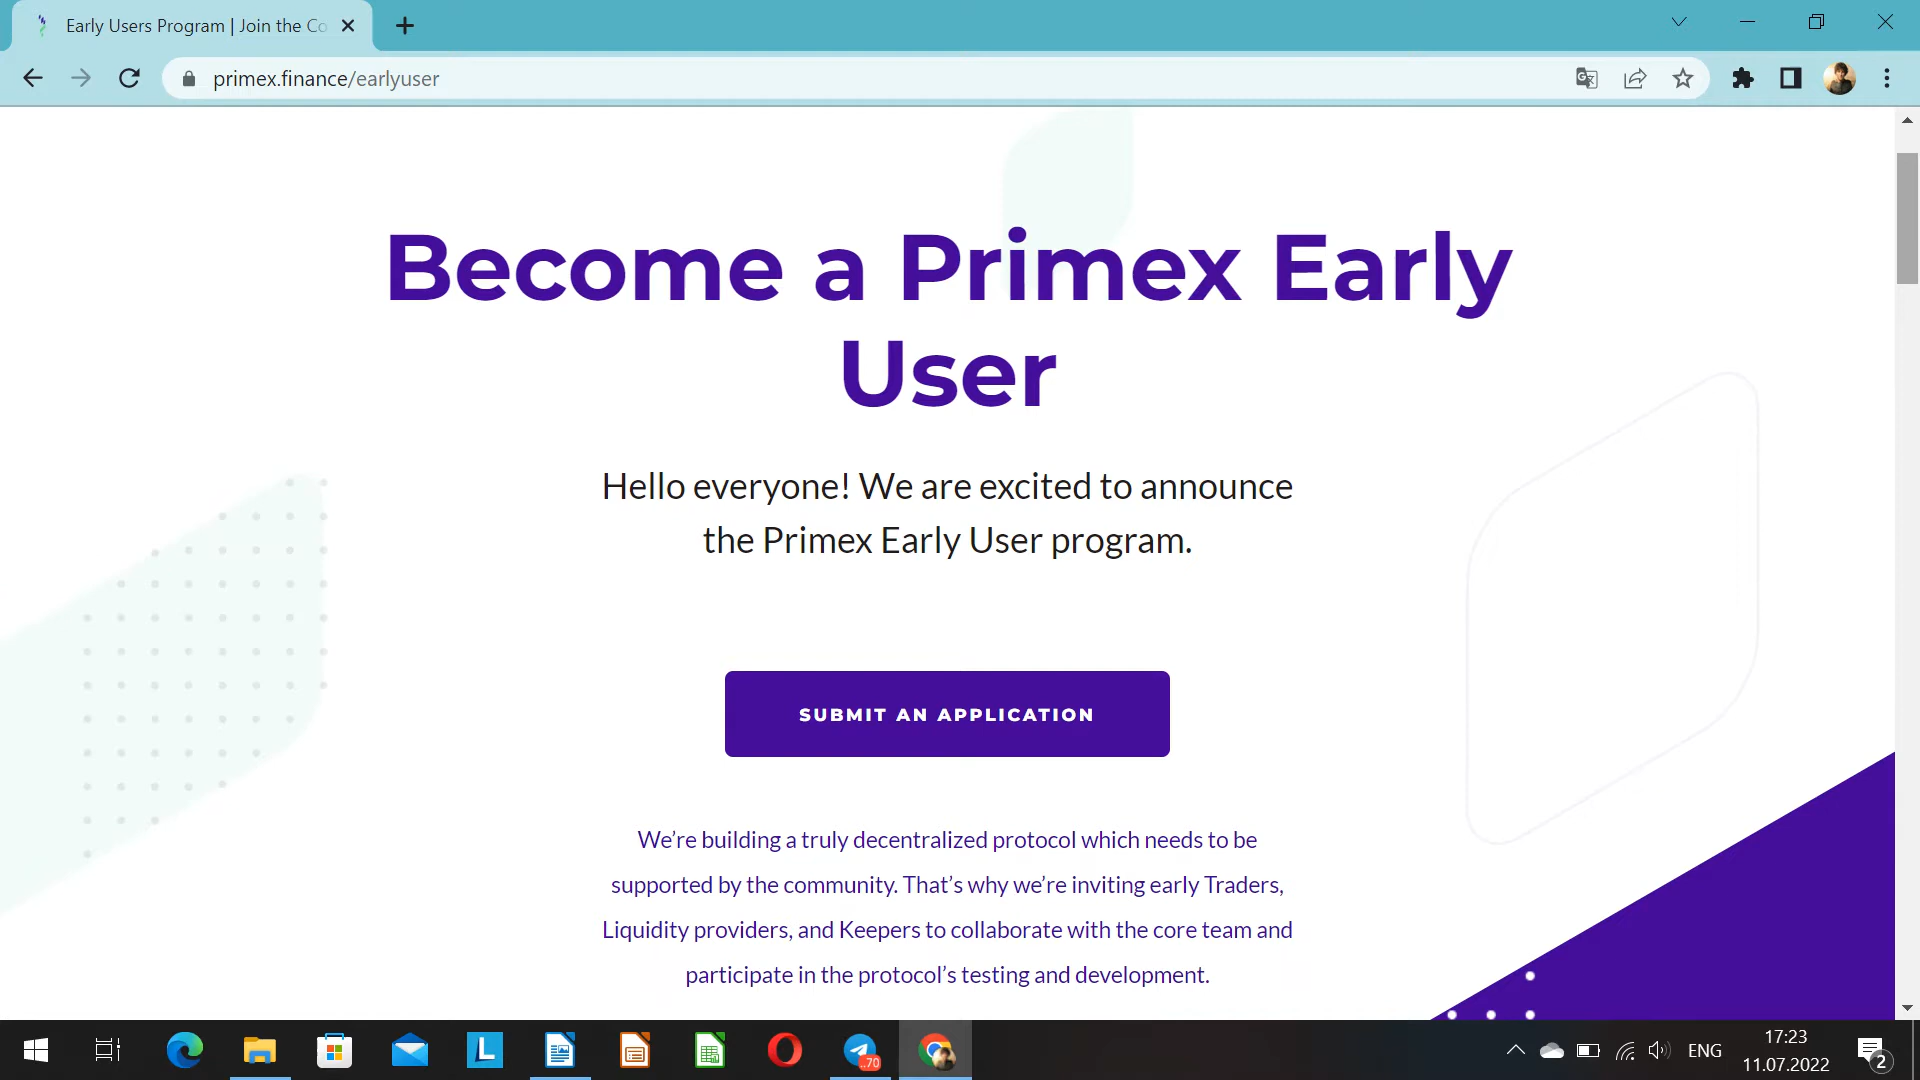 Early Users Program | Join the Co
primex.finance/earlyuser
Become a Primex Early
User
Hello everyone! We are excited to announce
the Primex Early User program.
SUBMIT AN APPLICATION
We’re building a truly decentralized protocol which needs to be
supported by the community. That’s why we’re inviting early Traders,
Liquidity providers, and Keepers to collaborate with the core team and
participate in the protocol’s testing and development.
L
.70
ENG
17:23
11.07.2022
2